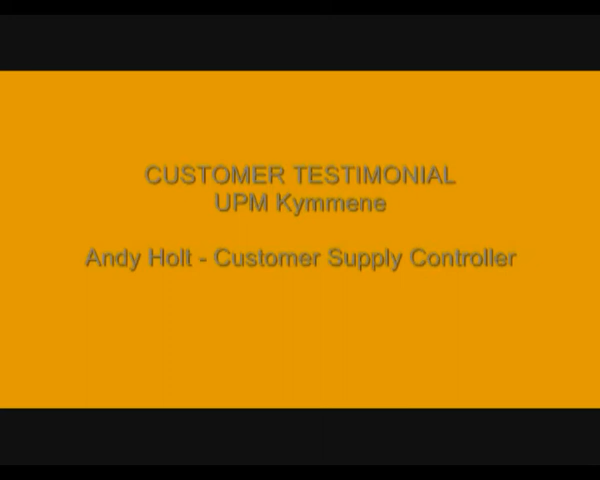 CUSTOMER TESTIMONIAL
UPM Kymmene
Andy Holt - Customer Supply Controller